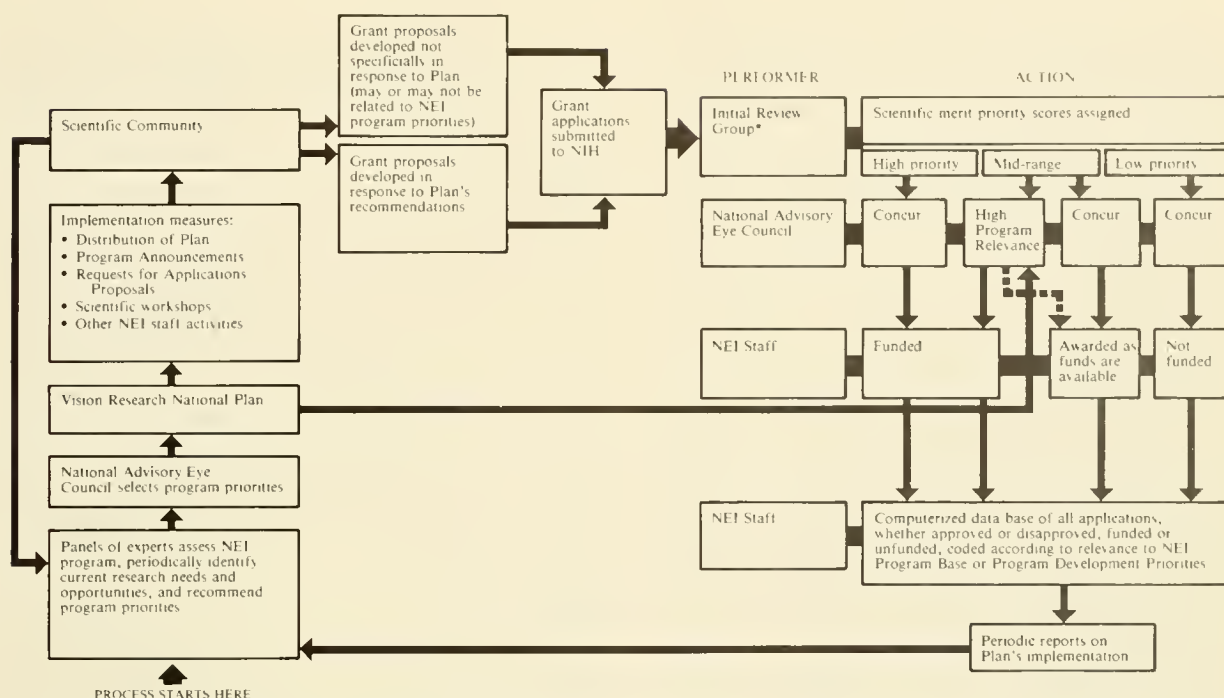 Grant proposals
developed not
specificially in
response to Plan
(may or may not be
related to NEI
program priorities)
Scientific Community
Grant proposals
developed in
response to Plan's
recommendations
Grant
applications
submitted
to NIH
PERFORMER
ACTION
Initial Review
Group*
Scientific merit priority scores assigned
High priority
Mid-range
Low priority
Implementation measures:
• Distribution of Plan
• Program Announcements
• Requests for Applications
Proposals
• Scientific workshops
• Other NEI staff activities
National Advisory
Eye Council
Concur
High
Program
Relevance
Concur
Concur
NEI Staff
Funded
Awarded as
funds are
available
Not
funded
Vision Research National Plan
National Advisory Eye
Council selects program priorities
Panels of experts assess NEI
program, periodically identify
current research needs and
opportunities, and recommend
program priorities
NEI Staff
Computerized data base of all applications,
whether approved or disapproved, funded or
unfunded, coded according to relevance to NEI
Program Base or Program Development Priorities
Periodic reports on
Plan's implementation
PROCESS STARTS HERE